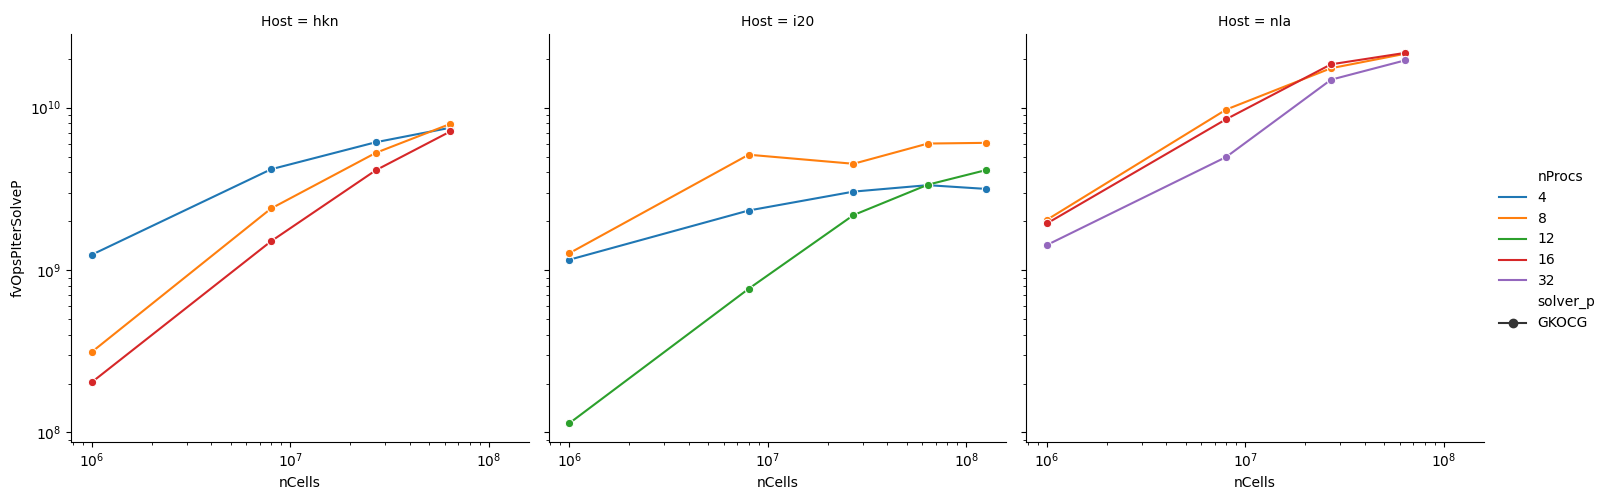 Host = hkn
Host = i20
Host = nla
fvOpsPIterSolveP
10^10
10^9
10^8
10^6
10^7
10^8
nCells
10^6
10^7
10^8
nCells
10^6
10^7
10^8
nCells
nProcs
4
8
12
16
32
solver_p
GKOCG